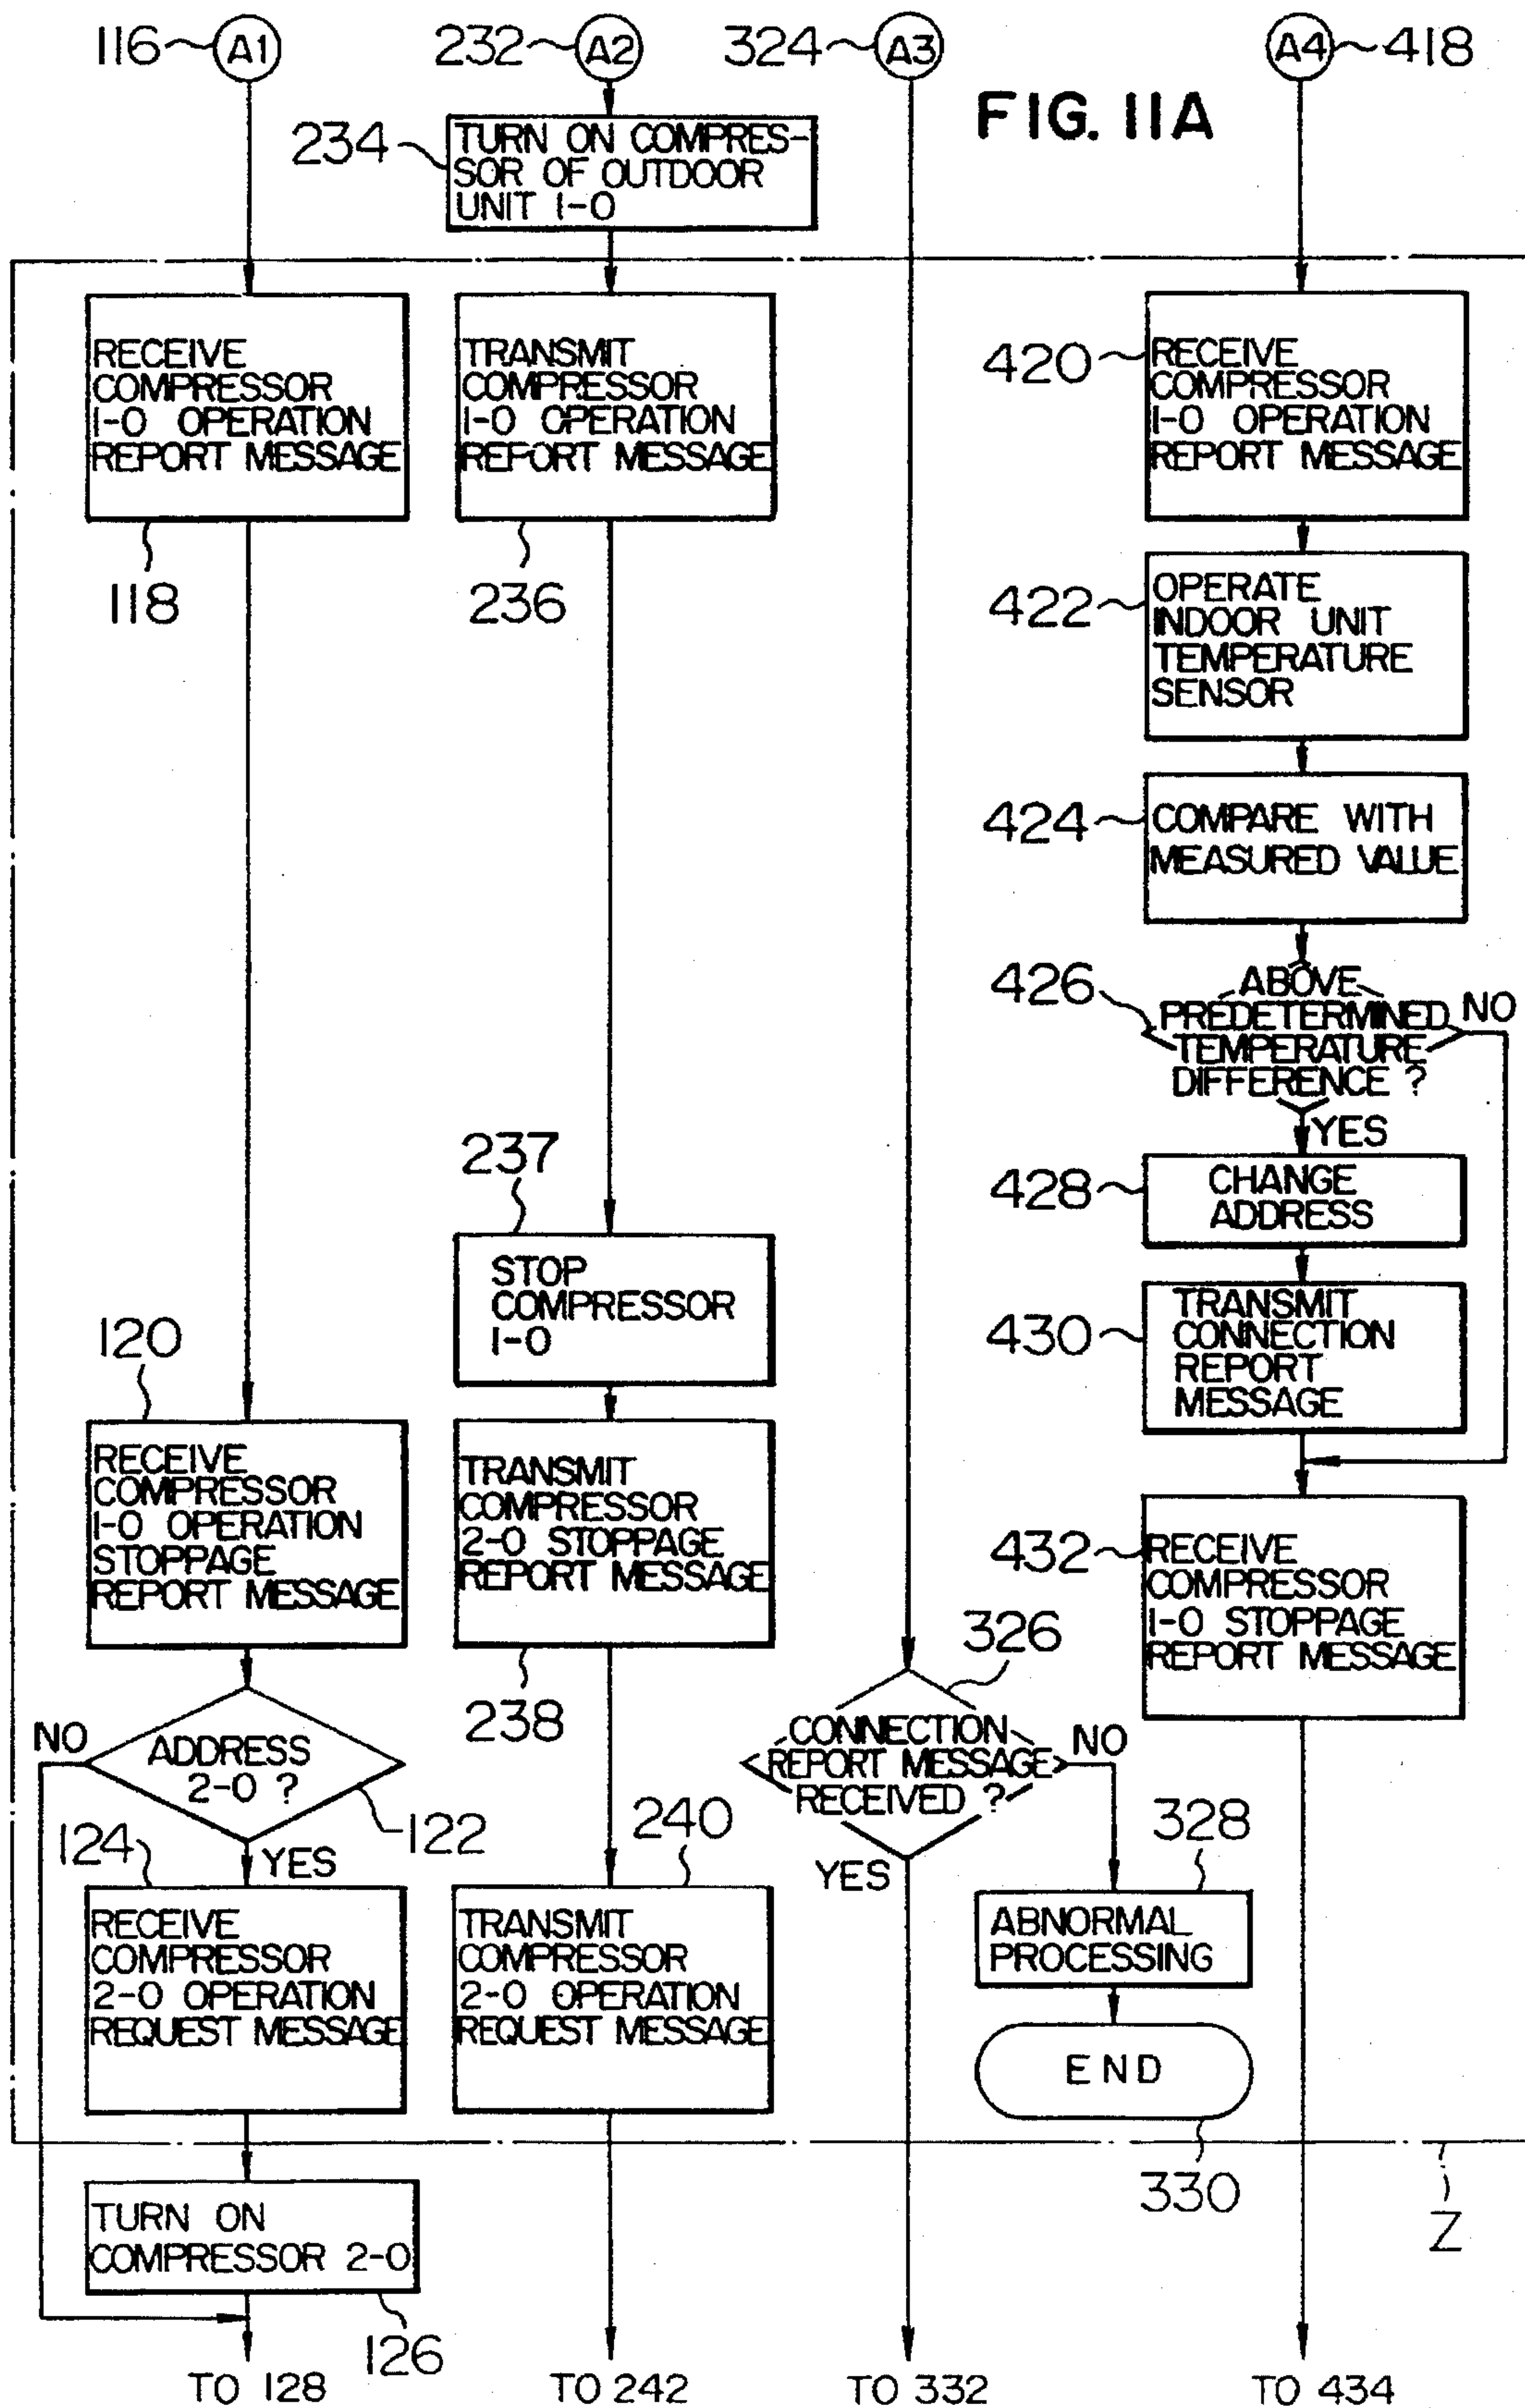 116
A1
232
A2
324
A3
A4
418
FIG. 11A
234
TURN ON COMPRES-
SOR OF OUTDOOR
UNIT 1-0
RECEIVE
COMPRESSOR
1-0 OPERATION
REPORT MESSAGE
118
TRANSMIT
COMPRESSOR
1-0 OPERATION
REPORT MESSAGE
236
420
RECEIVE
COMPRESSOR
1-0 OPERATION
REPORT MESSAGE
422
OPERATE
INDOOR UNIT
TEMPERATURE
SENSOR
424
COMPARE WITH
MEASURED VALUE
426
ABOVE
PREDETERMINED
TEMPERATURE
DIFFERENCE ?
NO
YES
428
CHANGE
ADDRESS
430
TRANSMIT
CONNECTION
REPORT
MESSAGE
237
STOP
COMPRESSOR
1-0
120
RECEIVE
COMPRESSOR
1-0 OPERATION
STOPPAGE
REPORT MESSAGE
TRANSMIT
COMPRESSOR
2-0 STOPPAGE
REPORT MESSAGE
238
432
RECEIVE
COMPRESSOR
1-0 STOPPAGE
REPORT MESSAGE
326
CONNECTION
REPORT MESSAGE
RECEIVED ?
NO
YES
NO
ADDRESS
2-0 ?
122
YES
124
RECEIVE
COMPRESSOR
2-0 OPERATION
REQUEST MESSAGE
240
TRANSMIT
COMPRESSOR
2-0 OPERATION
REQUEST MESSAGE
328
ABNORMAL
PROCESSING
END
330
Z
TURN ON
COMPRESSOR 2-0
126
TO 128
TO 242
TO 332
TO 434